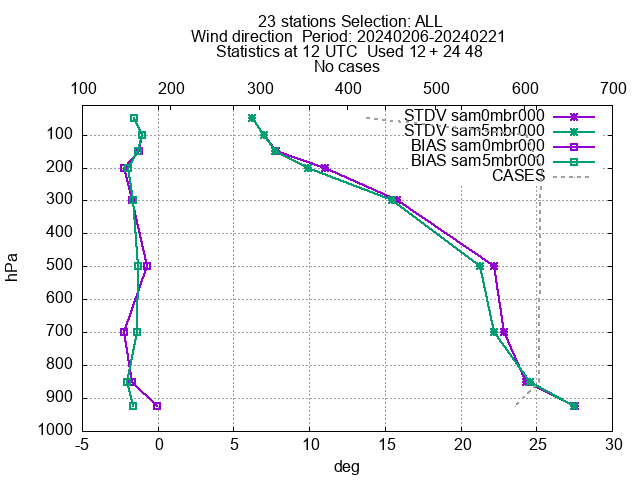 23 stations Selection: ALL
Wind direction  Period: 20240206-20240221
Statistics at 12 UTC  Used 12 + 24 48
No cases
100 200 300 400 500 600 700
STDV sam0mbr000
STDV sam5mbr000
BIAS sam0mbr000
BIAS sam5mbr000
CASES
100
200
300
400
500
600
700
800
900
1000
hPa
-5 0 5 10 15 20 25 30
deg